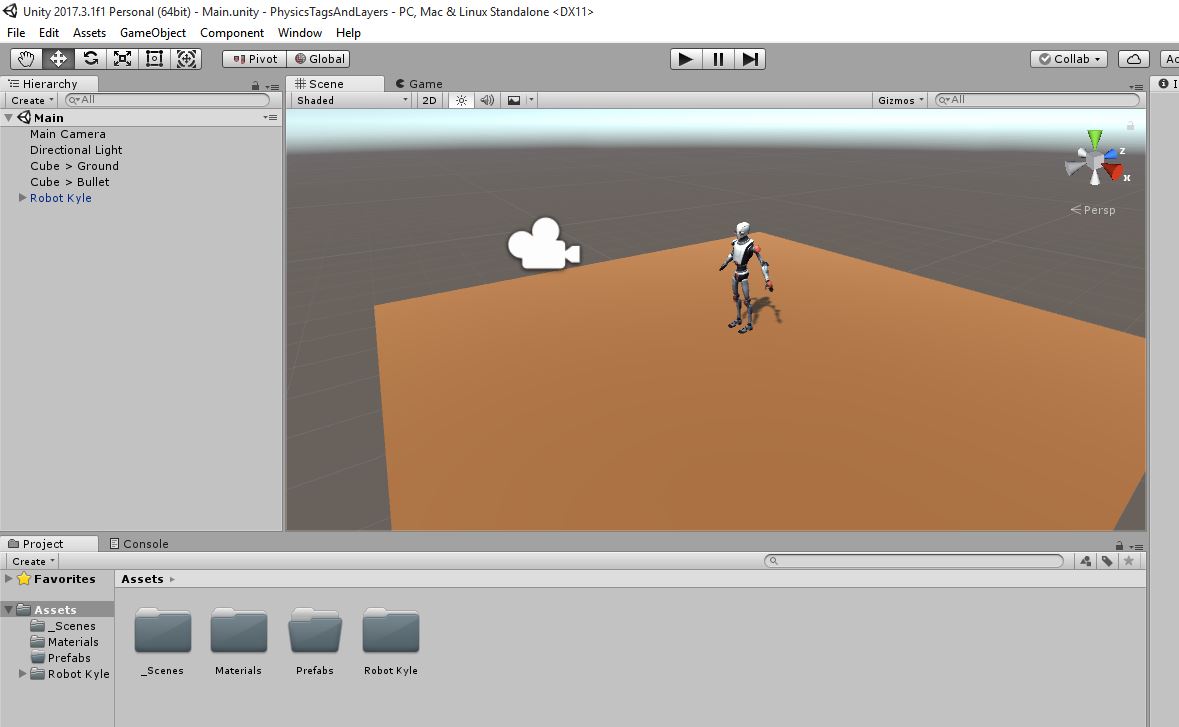 Unity 2017.3.1f1 Personal (64bit) - Main.unity - PhysicsTagsAndLayers - PC, Mac & Linux Standalone <DX11>
File Edit Assets GameObject Component Window Help
Pivot Global Collab Ac
Hierarchy
Create All
Main
Main Camera
Directional Light
Cube > Ground
Cube > Bullet
Robot Kyle
Scene Game
Shaded 2D Gizmos All
z
x
Persp
I
Project Console
Create
Favorites
Assets
_Scenes
Materials
Prefabs
Robot Kyle
Assets
_Scenes Materials Prefabs Robot Kyle